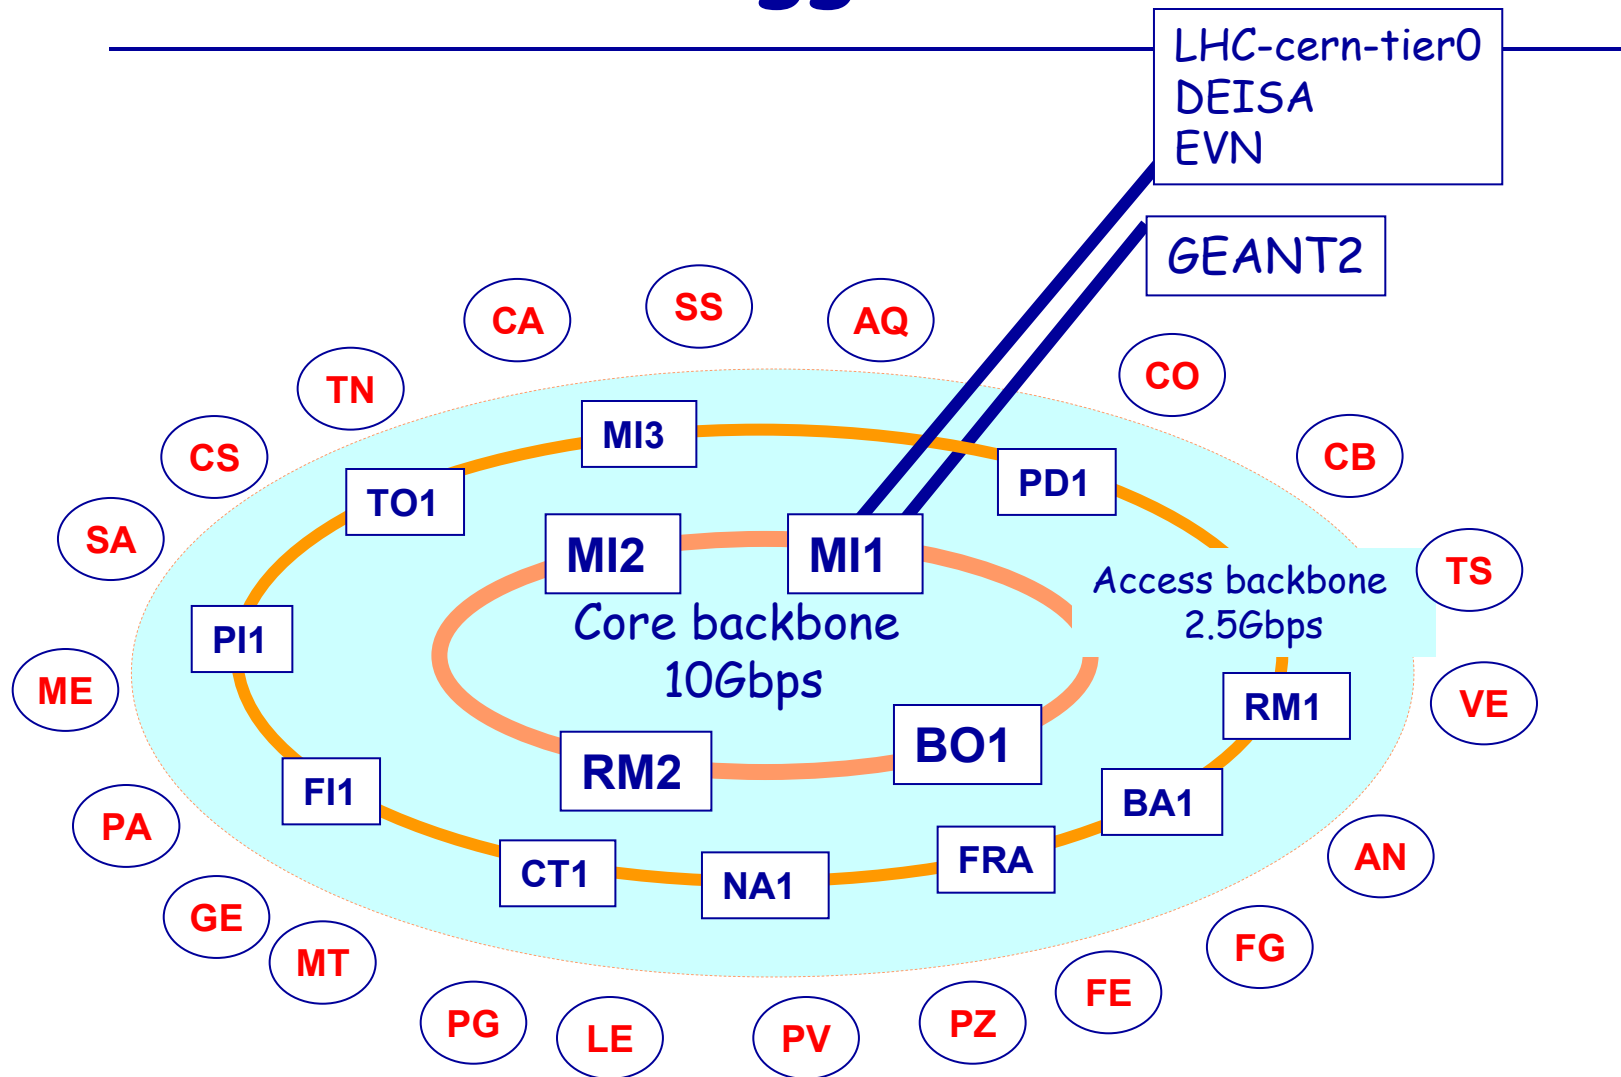 LHC-cern-tier0
DEISA
EVN
GEANT2
SS
CA
AQ
CO
TN
MI3
CS
CB
PD1
TO1
SA
MI2
MI1
TS
Access backbone
2.5Gbps
Core backbone
10Gbps
PI1
ME
RM1
VE
BO1
RM2
FI1
BA1
PA
AN
FRA
CT1
NA1
GE
FG
MT
FE
PG
LE
PV
PZ